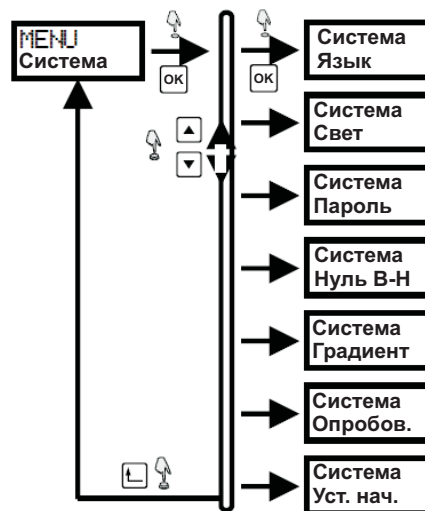 MENU
Система
OK
OK
Система
Язык
Система
Свет
Система
Пароль
Система
Нуль В-Н
Система
Градиент
Система
Опробов.
Система
Уст. нач.